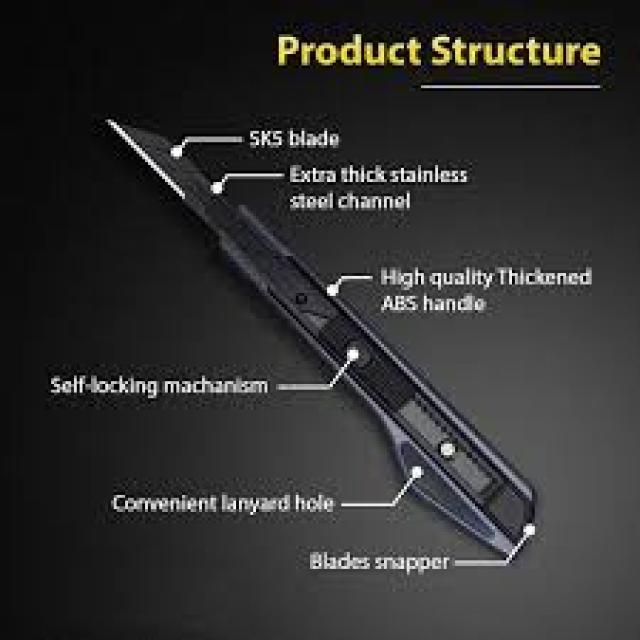 Product Structure
SK5 blade
Extra thick stainless
steel channel
High quality Thickened
ABS handle
Self-locking machanism
Convenient lanyard hole
Blades snapper